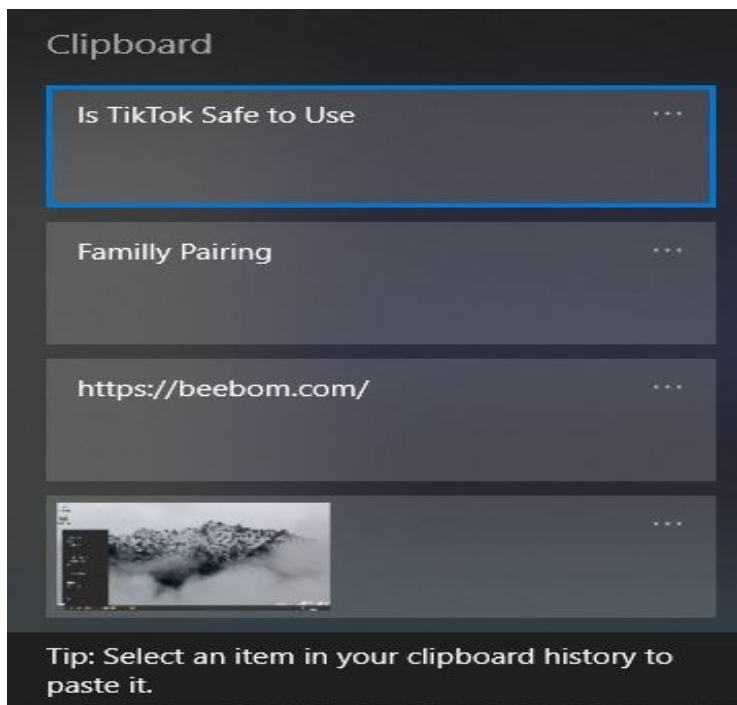 Clipboard
Is TikTok Safe to Use
Familly Pairing
https://beebom.com/
Tip: Select an item in your clipboard history to
paste it.